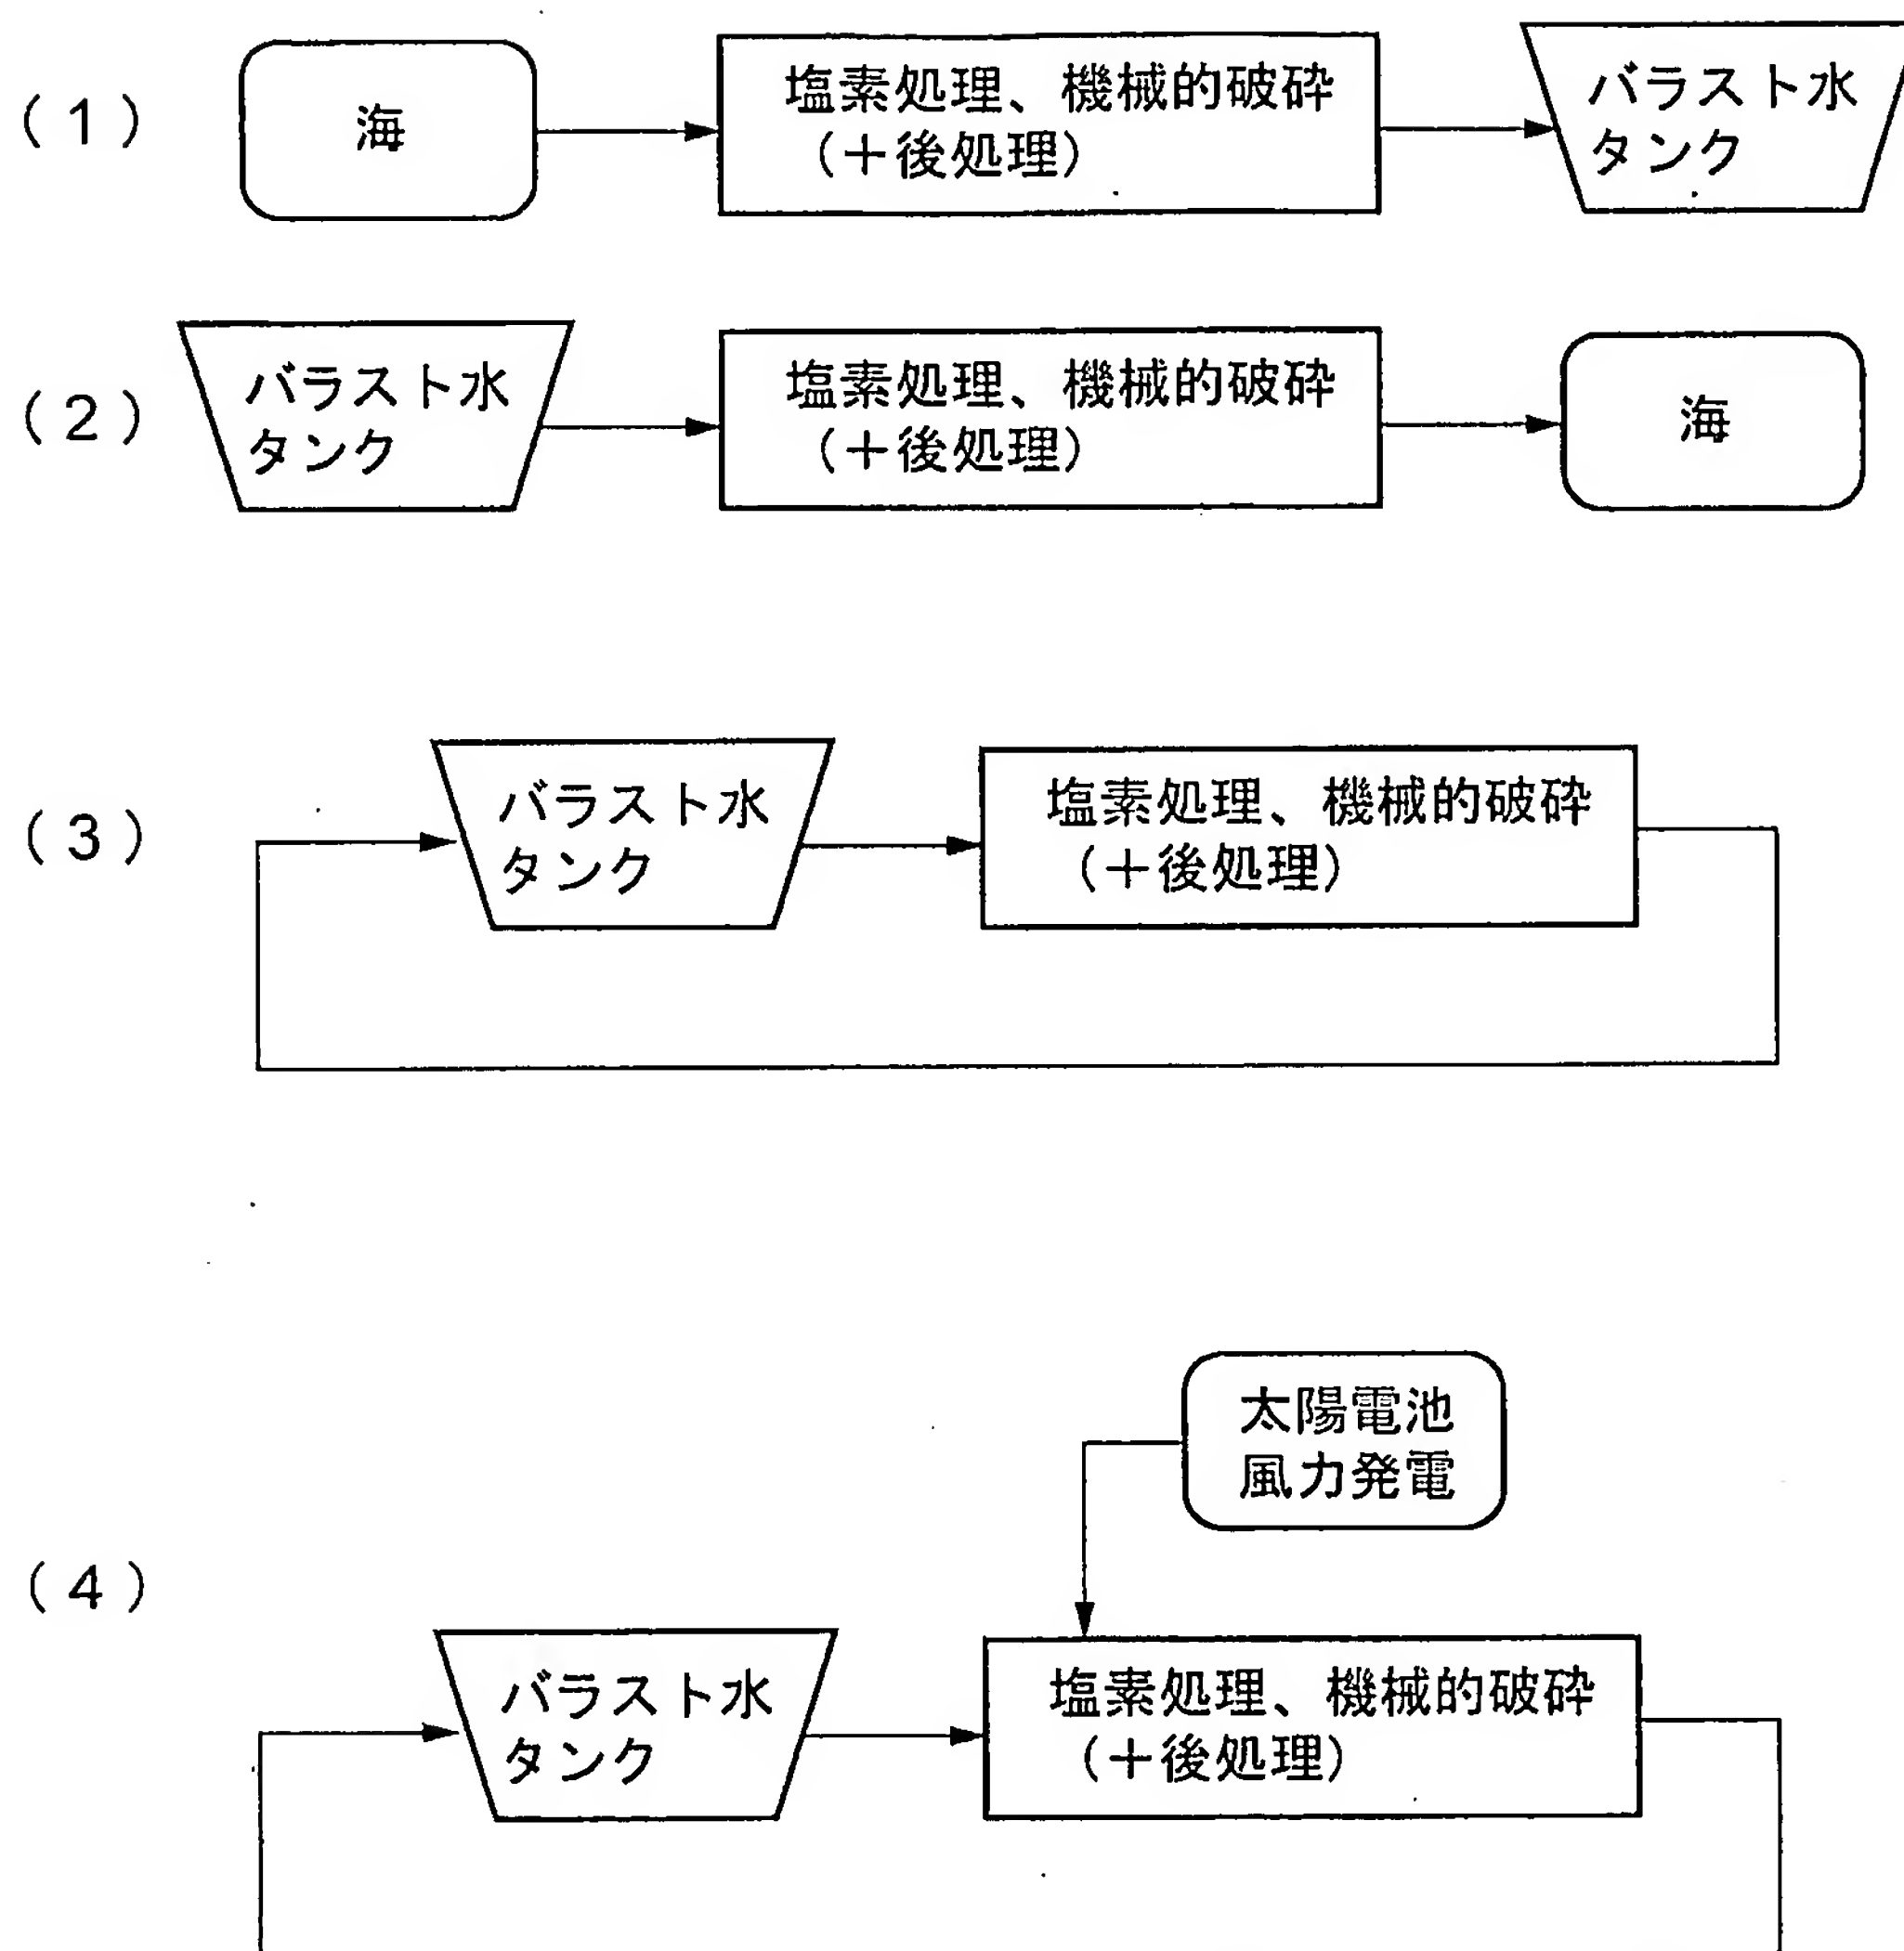 (1)
海
塩素処理、機械的破砕
(+後処理)
バラスト水
タンク
(2)
バラスト水
タンク
塩素処理、機械的破砕
(+後処理)
海
(3)
バラスト水
タンク
塩素処理、機械的破砕
(+後処理)
太陽電池
風力発電
(4)
バラスト水
タンク
塩素処理、機械的破砕
(+後処理)